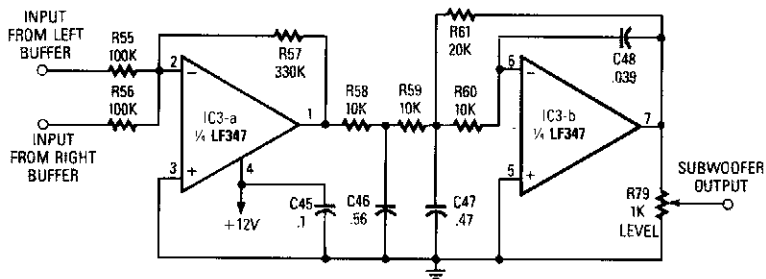 INPUT
FROM LEFT
BUFFER
R55
100K
R56
100K
INPUT
FROM RIGHT
BUFFER
R57
330K
2
3
IC3-a
¼ LF347
1
4
+12V
C45
.1
R58
10K
C46
.56
R59
10K
C47
.47
R61
20K
R60
10K
C48
.039
6
5
IC3-b
¼ LF347
7
R79
1K
LEVEL
SUBWOOFER
OUTPUT